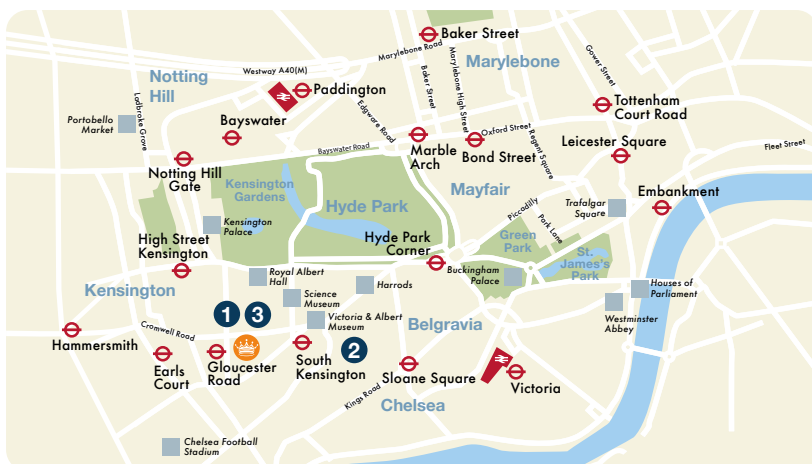 Baker Street
Marylebone Road
Marylebone
Gower Street
Notting
Hill
Westway A40(M)
Paddington
Baker Street
Marylebone High Street
Tottenham
Court Road
Portobello
Market
Ladbroke Grove
Bayswater
Edgware Road
Oxford Street
Regent Square
Leicester Square
Fleet Street
Marble
Arch
Bond Street
Bayswater Road
Notting Hill
Gate
Kensington
Gardens
Mayfair
Hyde Park
Piccadilly
Park Lane
Trafalgar
Square
Embankment
Kensington
Palace
High Street
Kensington
Hyde Park
Corner
Green
Park
St.
James's
Park
Buckingham
Palace
Royal Albert
Hall
Harrods
Houses of
Parliament
Kensington
Science
Museum
Westminster
Abbey
1
3
Victoria & Albert
Museum
Belgravia
Cromwell Road
Hammersmith
2
Earls
Court
Gloucester
Road
South
Kensington
Sloane Square
Victoria
Kings Road
Chelsea
Chelsea Football
Stadium